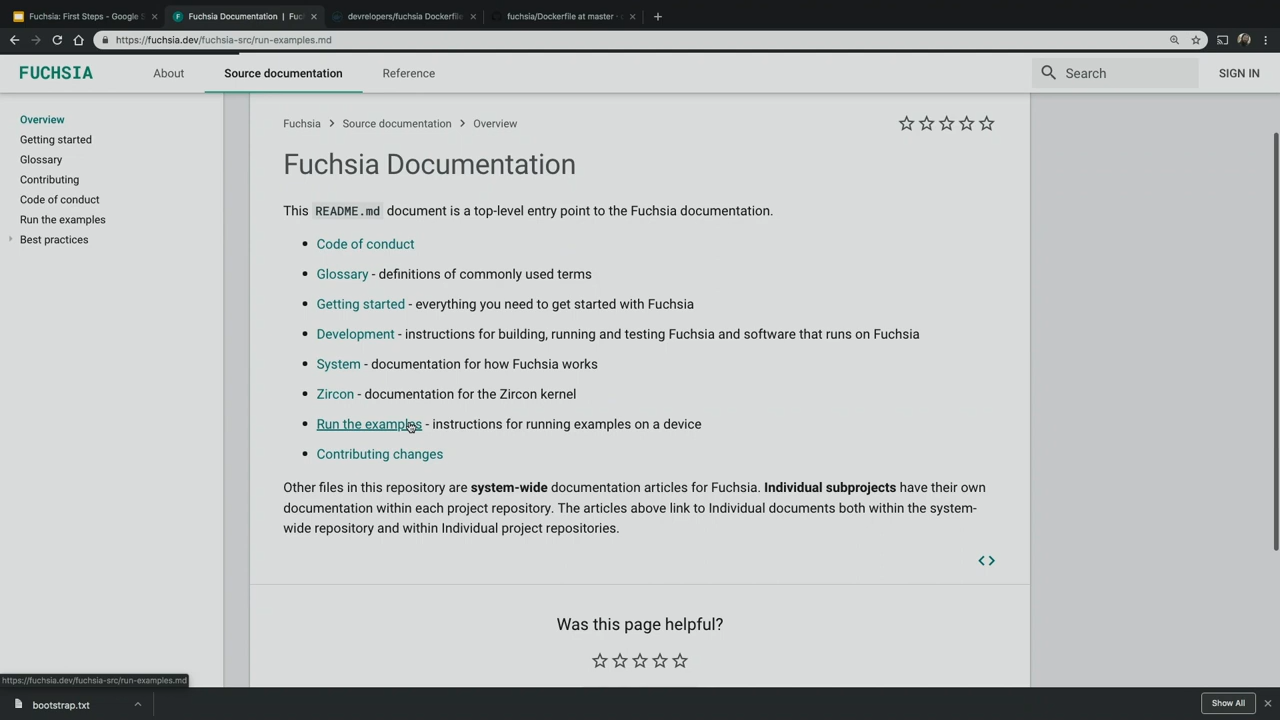 Fuchsia: First Steps - Google S
Fuchsia Documentation | Fuc
devrelopers/fuchsia Dockerfile
fuchsia/Dockerfile at master ·
https://fuchsia.dev/fuchsia-src/run-examples.md
FUCHSIA
About
Source documentation
Reference
Search
SIGN IN
Overview
Getting started
Glossary
Contributing
Code of conduct
Run the examples
Best practices
Fuchsia > Source documentation > Overview
Fuchsia Documentation
This README.md document is a top-level entry point to the Fuchsia documentation.
• Code of conduct
• Glossary - definitions of commonly used terms
• Getting started - everything you need to get started with Fuchsia
• Development - instructions for building, running and testing Fuchsia and software that runs on Fuchsia
• System - documentation for how Fuchsia works
• Zircon - documentation for the Zircon kernel
• Run the examples - instructions for running examples on a device
• Contributing changes
Other files in this repository are system-wide documentation articles for Fuchsia. Individual subprojects have their own
documentation within each project repository. The articles above link to Individual documents both within the system-
wide repository and within Individual project repositories.
Was this page helpful?
https://fuchsia.dev/fuchsia-src/run-examples.md
bootstrap.txt
Show All